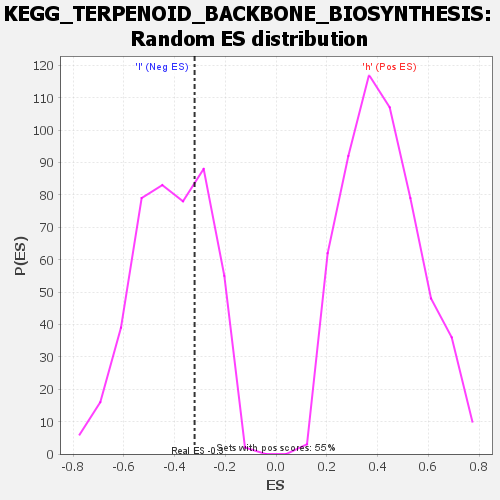 KEGG_TERPENOID_BACKBONE_BIOSYNTHESIS:
Random ES distribution
'l' (Neg ES) 'h' (Pos ES)
120
110
100
90
80
70
60
50
40
30
20
10
0
P(ES)
Real ES -0.3 Sets with pos scores: 55%
-0.8 -0.6 -0.4 -0.2 0.0 0.2 0.4 0.6 0.8
ES